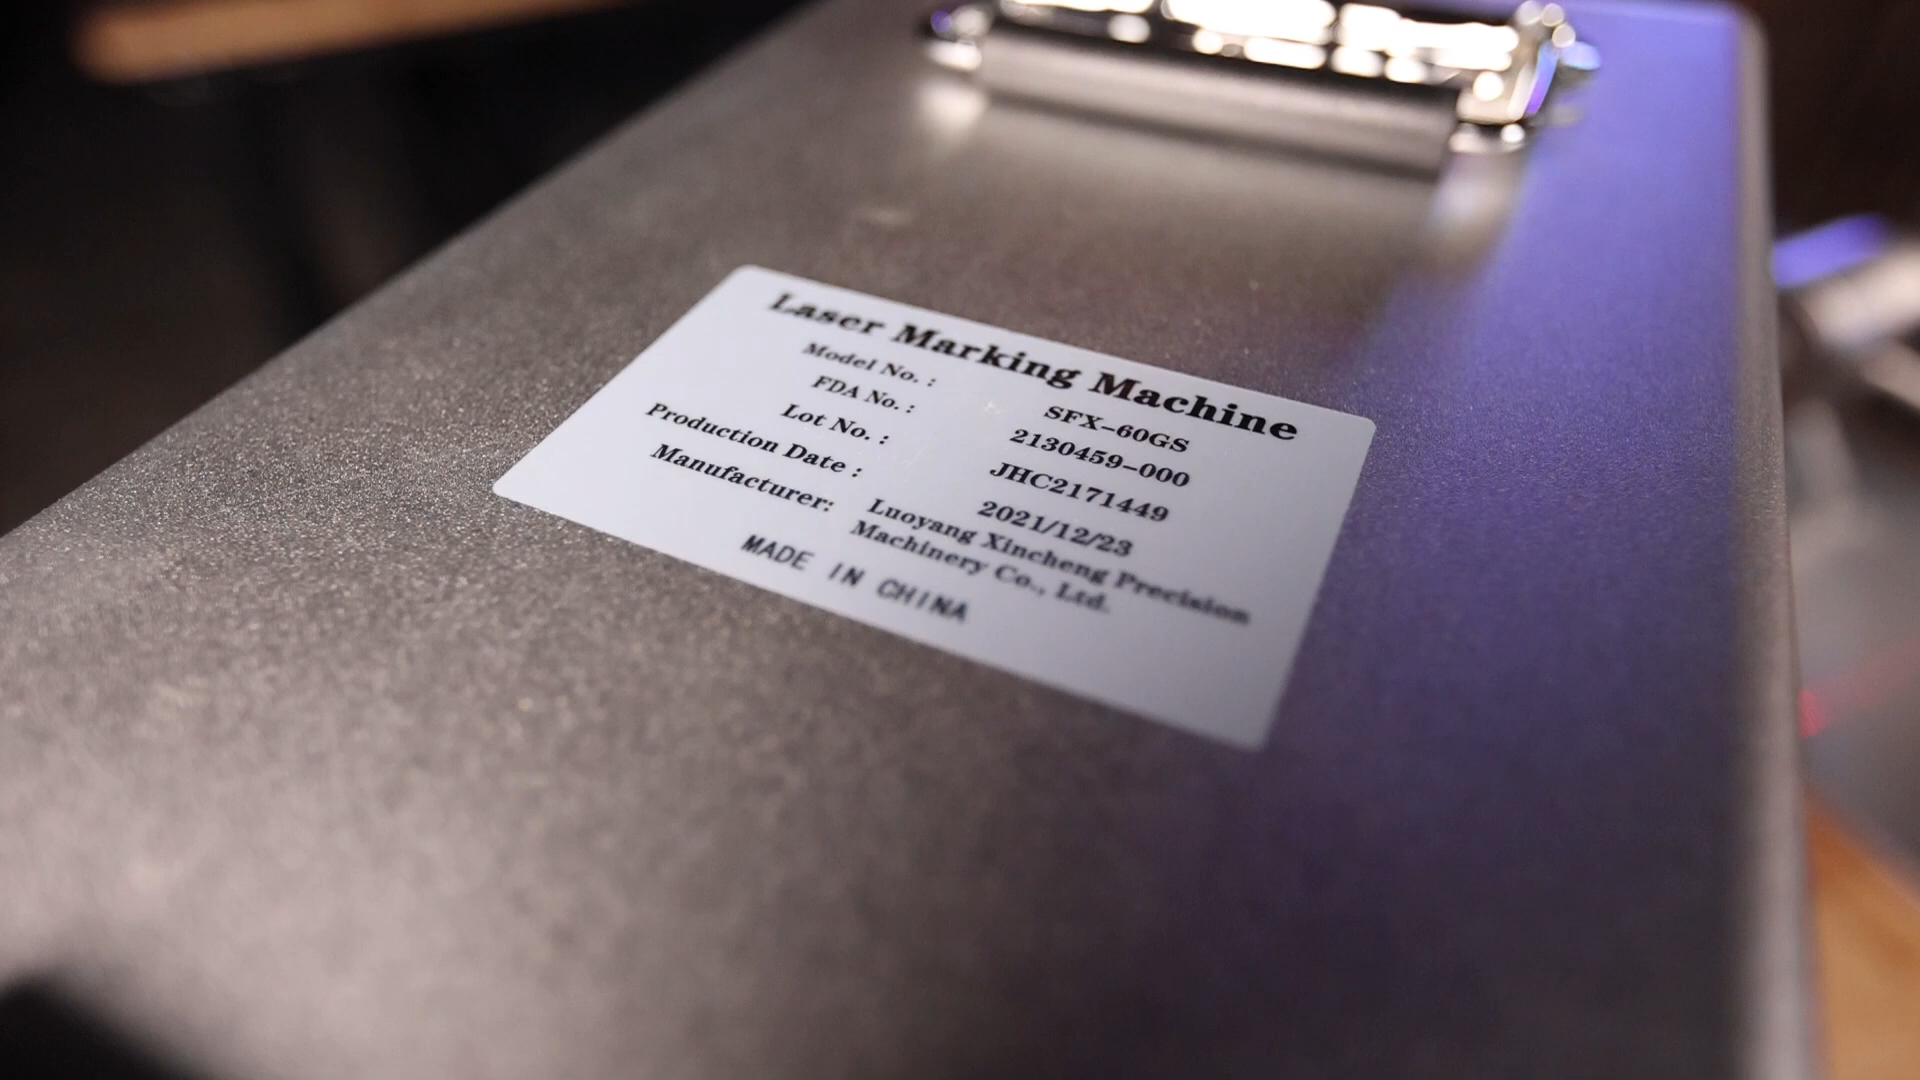 Laser Marking Machine
Model No. : SFX-60GS
FDA No. : 2130459-000
Lot No. : JHC2171449
Production Date : 2021/12/23
Manufacturer: Luoyang Xincheng Precision
Machinery Co., Ltd.
MADE IN CHINA